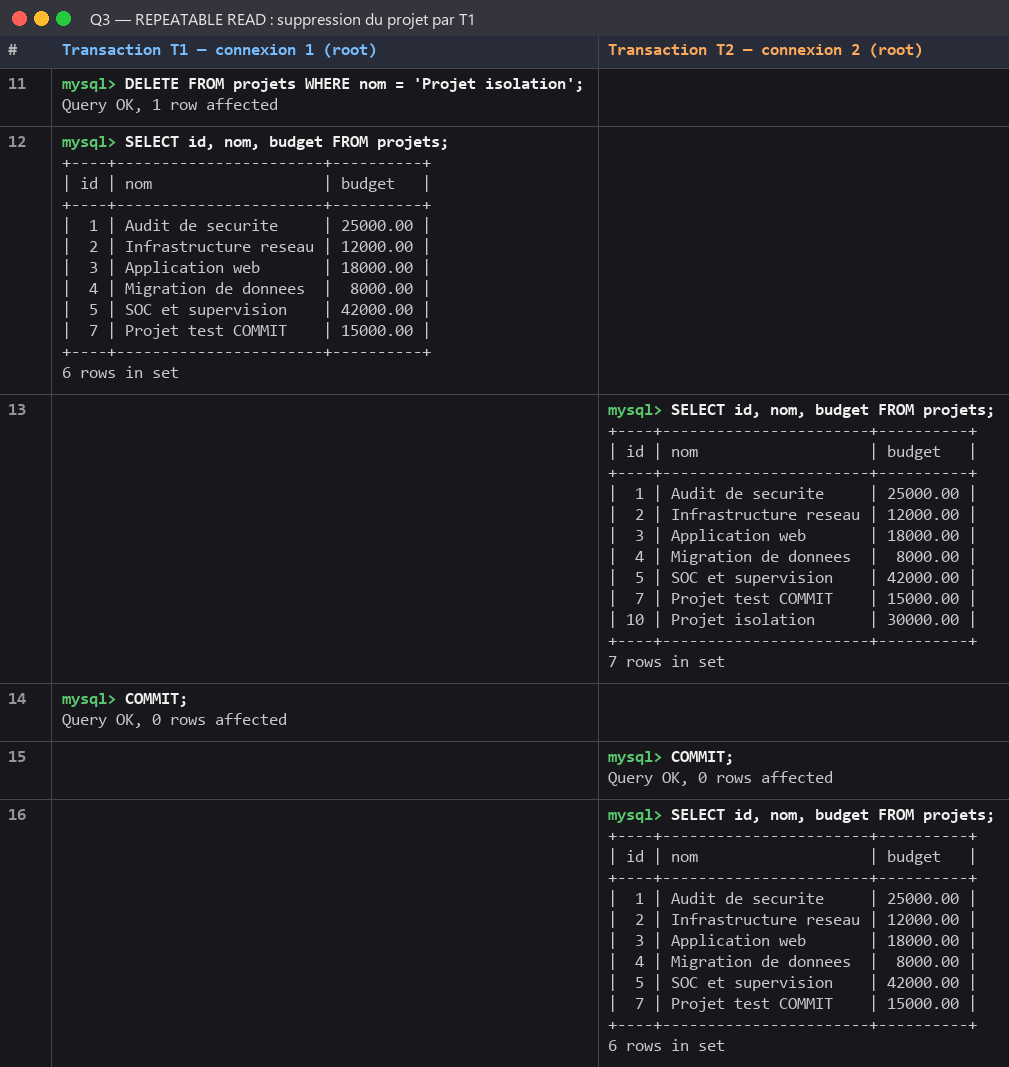 Q3 — REPEATABLE READ : suppression du projet par T1
# Transaction T1 — connexion 1 (root) Transaction T2 — connexion 2 (root)
11 mysql> DELETE FROM projets WHERE nom = 'Projet isolation';
Query OK, 1 row affected
12 mysql> SELECT id, nom, budget FROM projets;
+----+-----------------------+----------+
| id | nom                   | budget   |
+----+-----------------------+----------+
|  1 | Audit de securite     | 25000.00 |
|  2 | Infrastructure reseau | 12000.00 |
|  3 | Application web       | 18000.00 |
|  4 | Migration de donnees  |  8000.00 |
|  5 | SOC et supervision    | 42000.00 |
|  7 | Projet test COMMIT    | 15000.00 |
+----+-----------------------+----------+
6 rows in set
13 mysql> SELECT id, nom, budget FROM projets;
+----+-----------------------+----------+
| id | nom                   | budget   |
+----+-----------------------+----------+
|  1 | Audit de securite     | 25000.00 |
|  2 | Infrastructure reseau | 12000.00 |
|  3 | Application web       | 18000.00 |
|  4 | Migration de donnees  |  8000.00 |
|  5 | SOC et supervision    | 42000.00 |
|  7 | Projet test COMMIT    | 15000.00 |
| 10 | Projet isolation      | 30000.00 |
+----+-----------------------+----------+
7 rows in set
14 mysql> COMMIT;
Query OK, 0 rows affected
15 mysql> COMMIT;
Query OK, 0 rows affected
16 mysql> SELECT id, nom, budget FROM projets;
+----+-----------------------+----------+
| id | nom                   | budget   |
+----+-----------------------+----------+
|  1 | Audit de securite     | 25000.00 |
|  2 | Infrastructure reseau | 12000.00 |
|  3 | Application web       | 18000.00 |
|  4 | Migration de donnees  |  8000.00 |
|  5 | SOC et supervision    | 42000.00 |
|  7 | Projet test COMMIT    | 15000.00 |
+----+-----------------------+----------+
6 rows in set